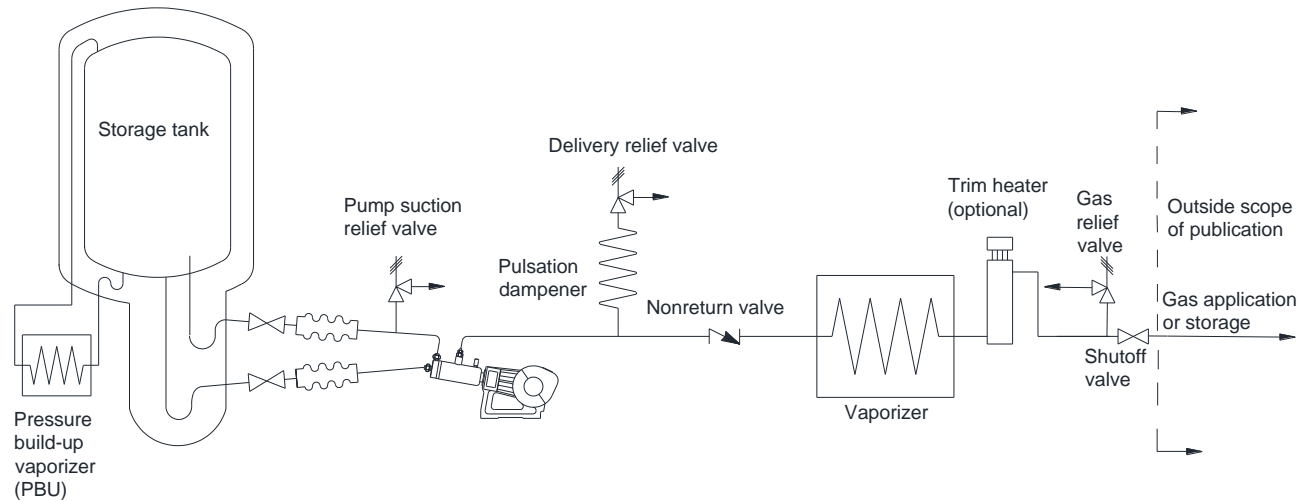 Storage tank
Pressure
build-up
vaporizer
(PBU)
Pump suction
relief valve
Delivery relief valve
Pulsation
dampener
Nonreturn valve
Vaporizer
Trim heater
(optional)
Gas
relief
valve
Shutoff
valve
Outside scope
of publication
Gas application
or storage